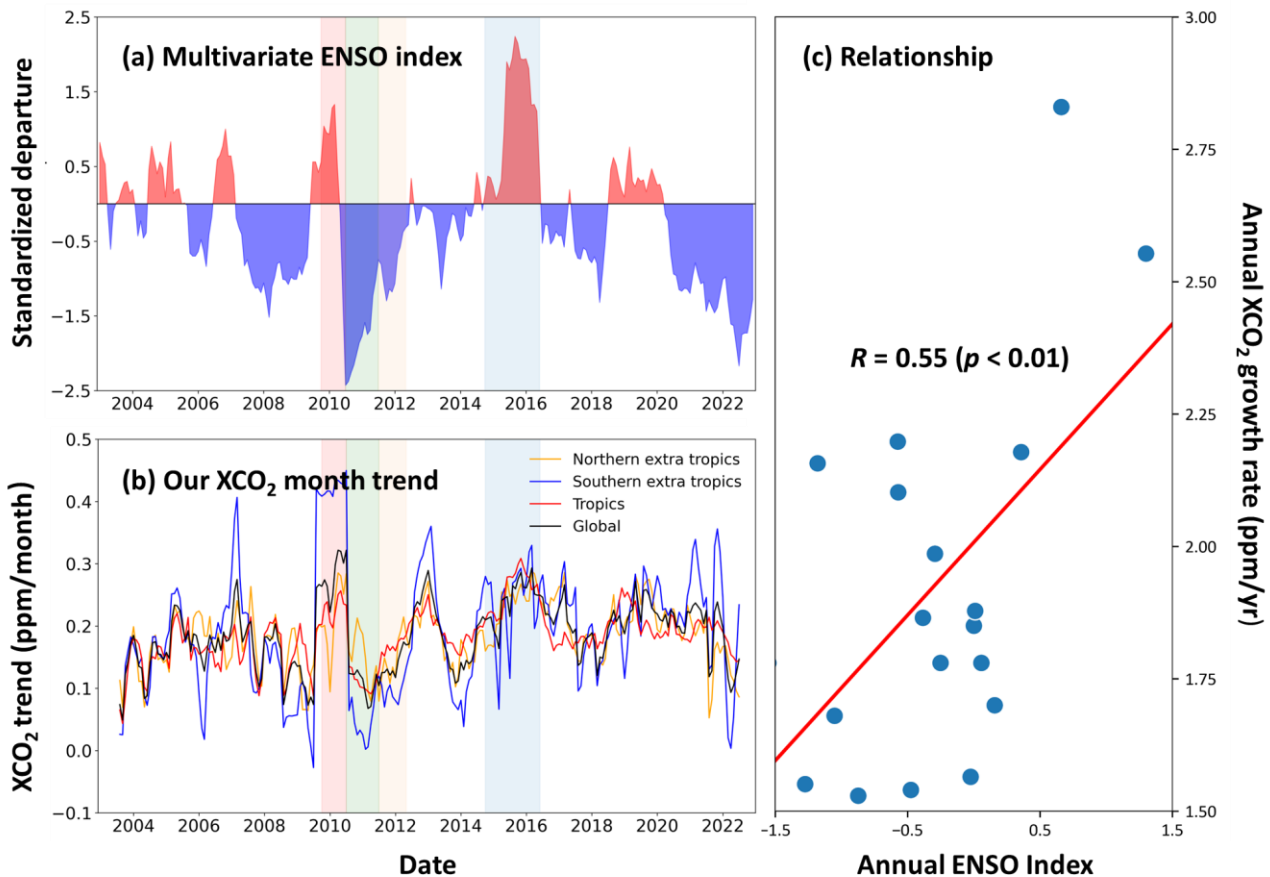 (a) Multivariate ENSO index
Standardized departure
2.5
1.5
0.5
−0.5
−1.5
−2.5
2004 2006 2008 2010 2012 2014 2016 2018 2020 2022
(b) Our XCO₂ month trend
Northern extra tropics
Southern extra tropics
Tropics
Global
XCO₂ trend (ppm/month)
0.5
0.4
0.3
0.2
0.1
0.0
−0.1
2004 2006 2008 2010 2012 2014 2016 2018 2020 2022
Date
(c) Relationship
R = 0.55 (p < 0.01)
3.00
2.75
2.50
2.25
2.00
1.75
1.50
Annual XCO₂ growth rate (ppm/yr)
−1.5 −0.5 0.5 1.5
Annual ENSO Index